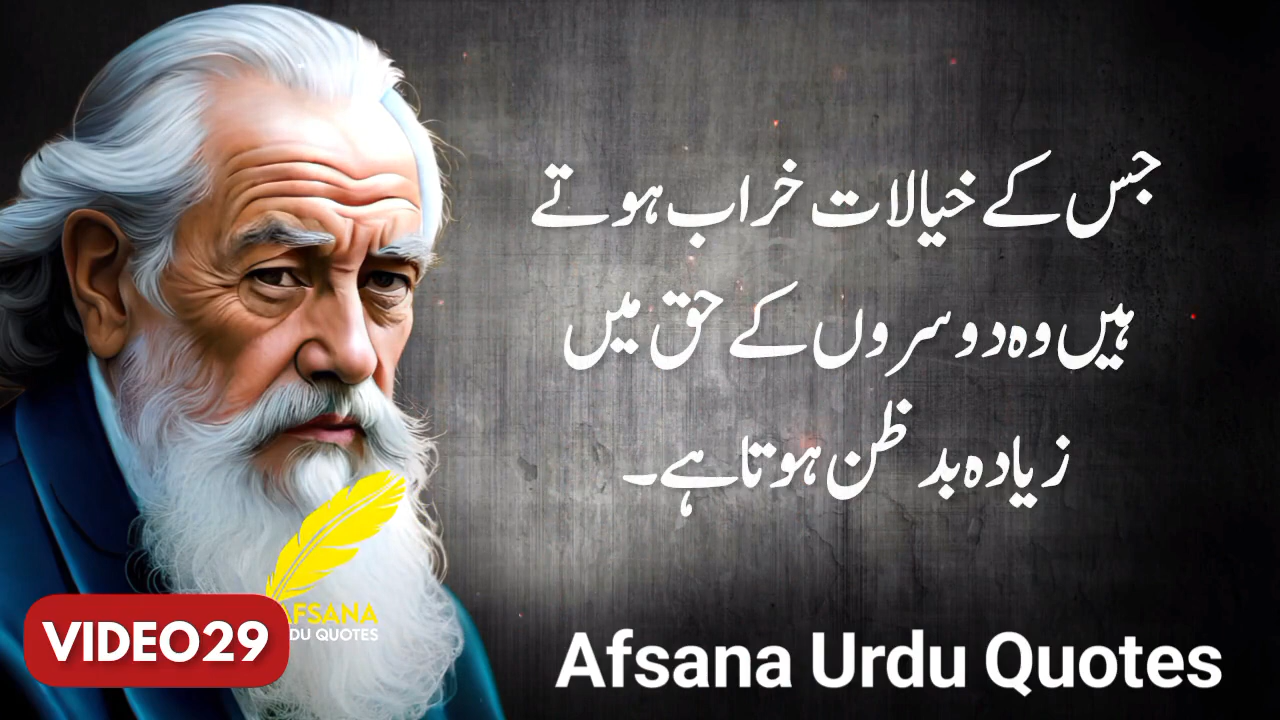 جس کے خیالات خراب ہوتے
ہیں وہ دوسروں کے حق میں
زیادہ بد ظن ہوتا ہے۔
AFSANA
DU QUOTES
VIDEO29
Afsana Urdu Quotes